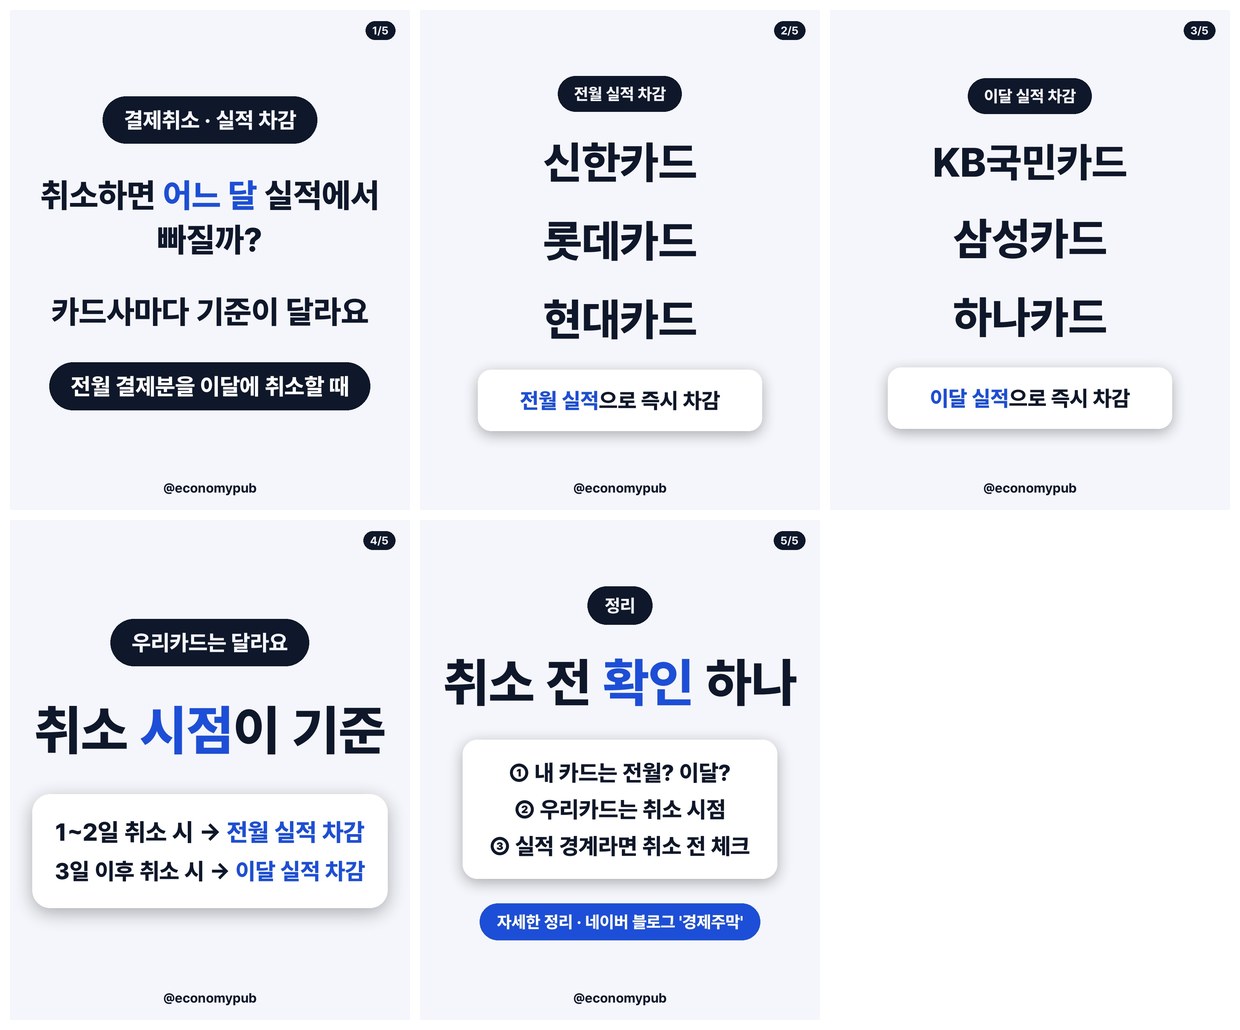 1/5
결제취소 · 실적 차감
취소하면 어느 달 실적에서
빠질까?
카드사마다 기준이 달라요
전월 결제분을 이달에 취소할 때
@economypub
2/5
전월 실적 차감
신한카드
롯데카드
현대카드
전월 실적으로 즉시 차감
@economypub
3/5
이달 실적 차감
KB국민카드
삼성카드
하나카드
이달 실적으로 즉시 차감
@economypub
4/5
우리카드는 달라요
취소 시점이 기준
1~2일 취소 시 → 전월 실적 차감
3일 이후 취소 시 → 이달 실적 차감
@economypub
5/5
정리
취소 전 확인 하나
① 내 카드는 전월? 이달?
② 우리카드는 취소 시점
③ 실적 경계라면 취소 전 체크
자세한 정리 · 네이버 블로그 '경제주막'
@economypub